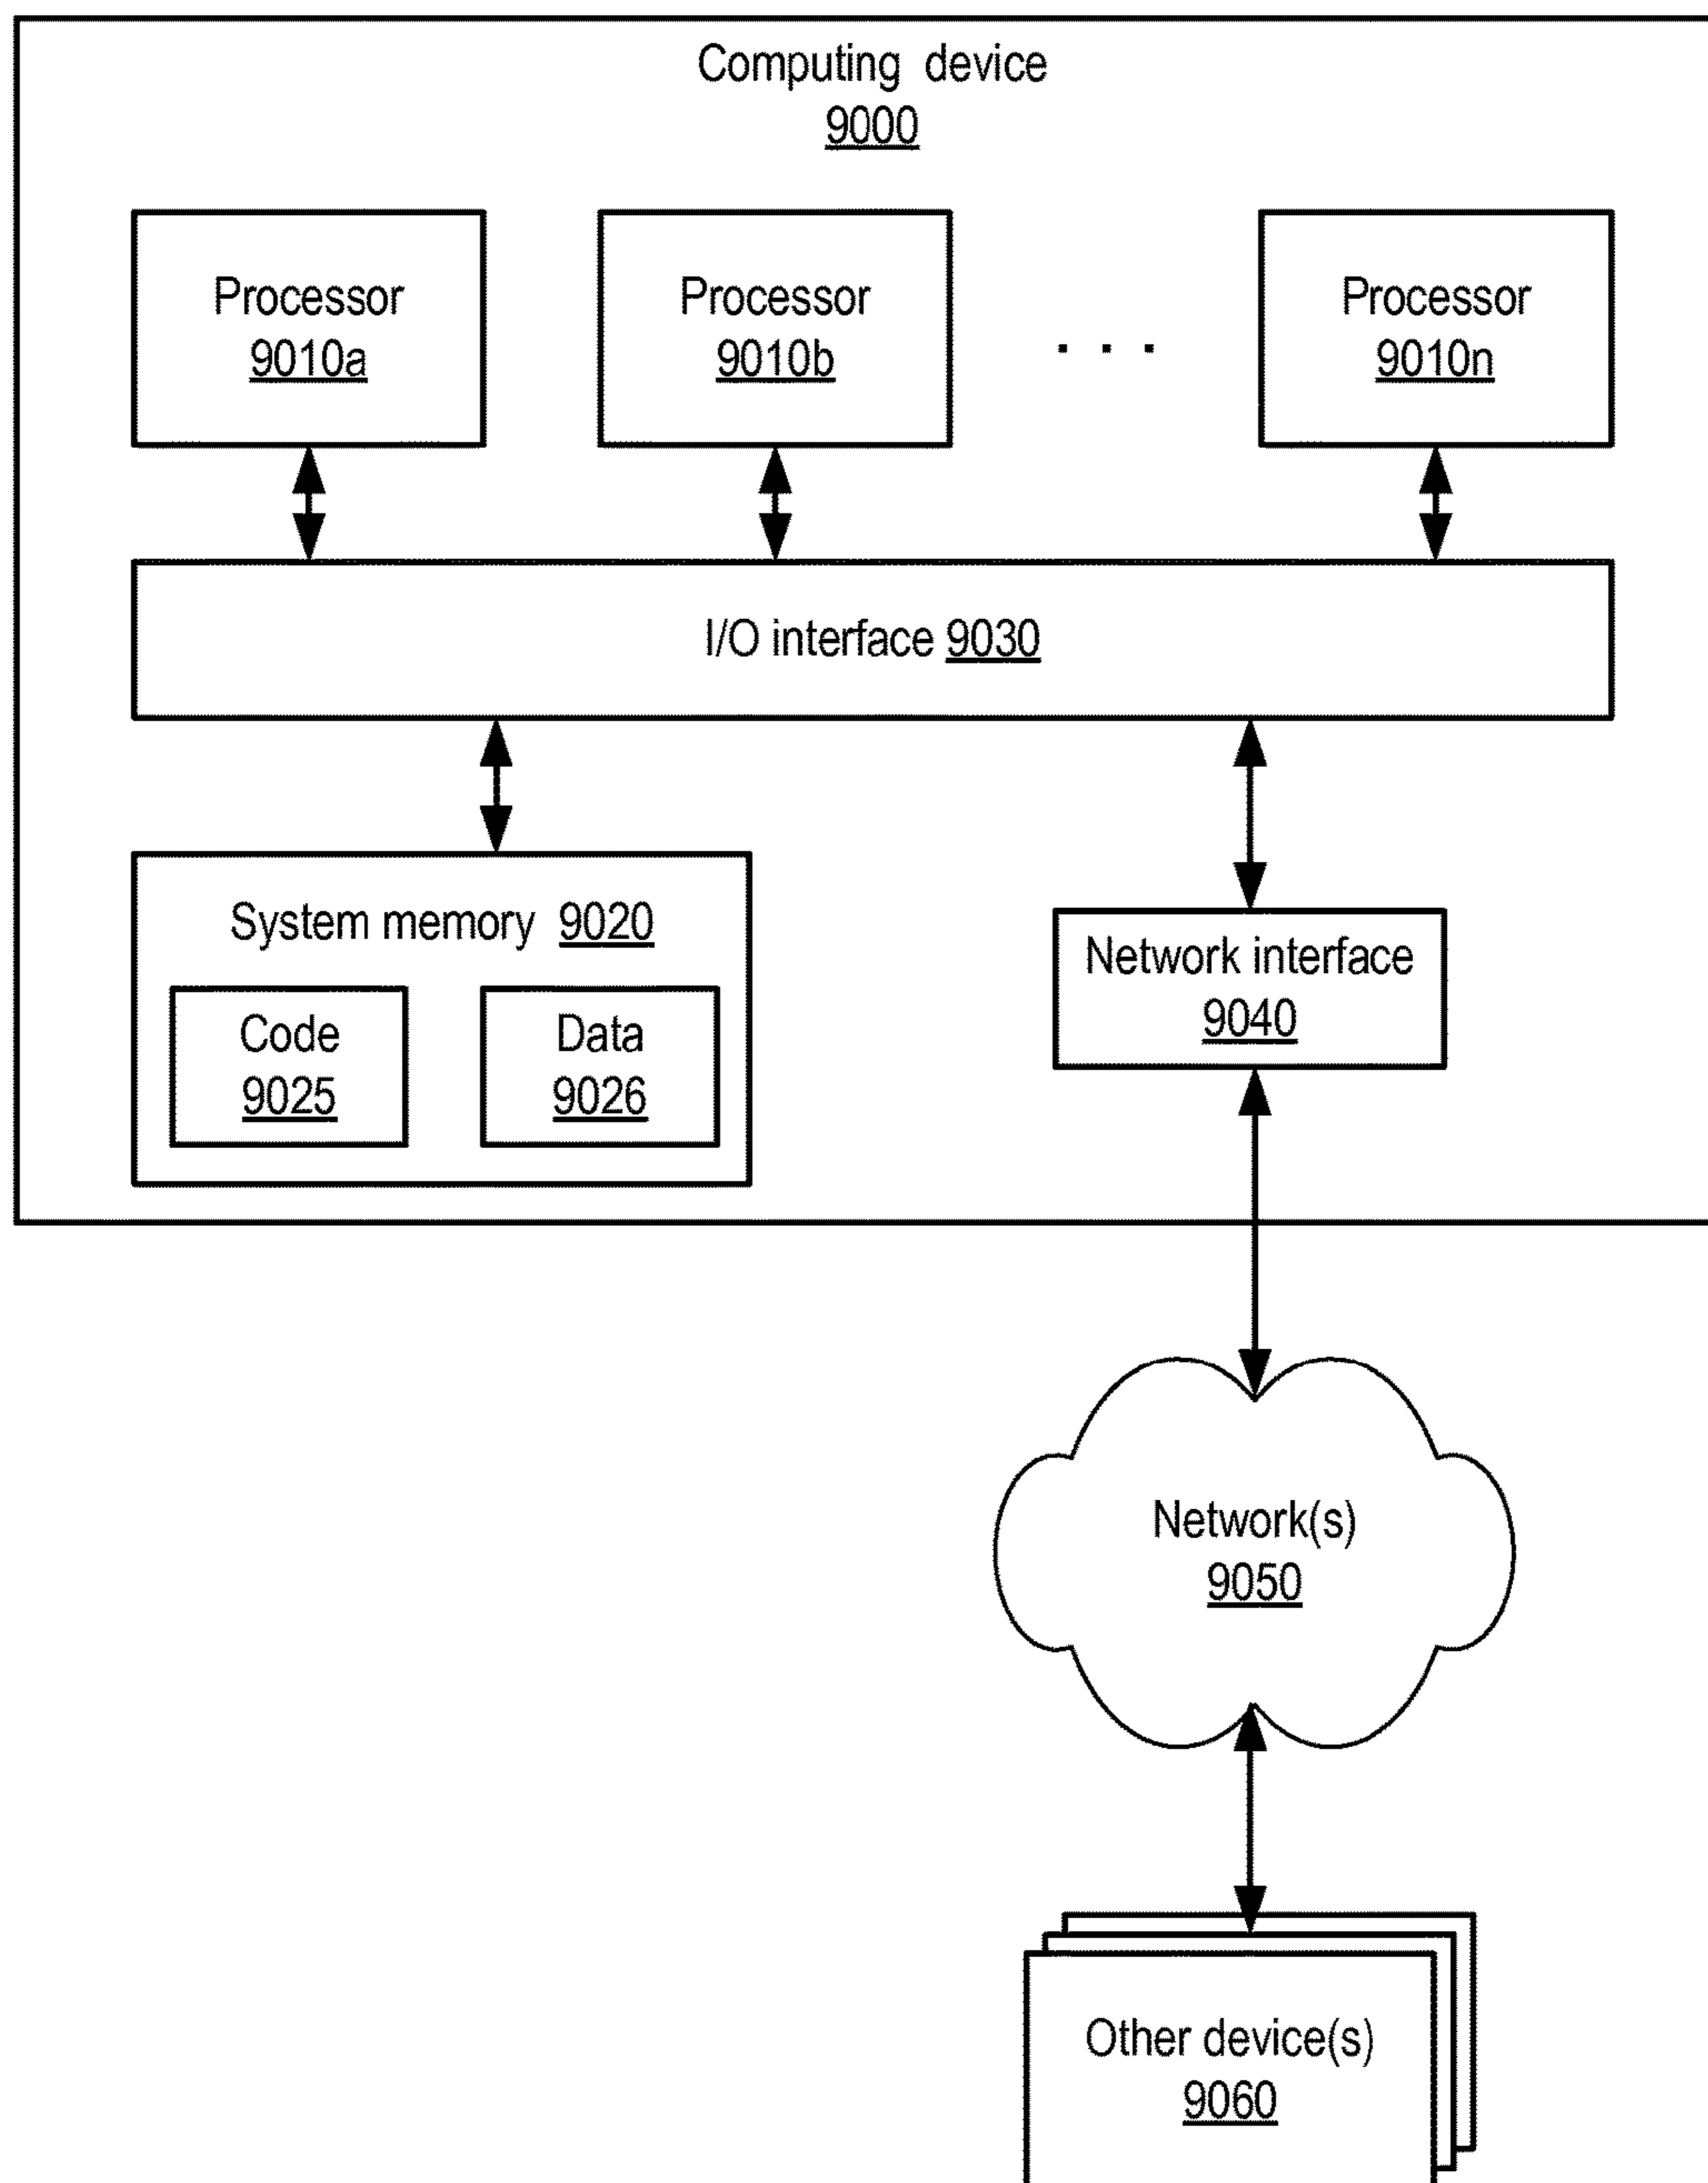 Computing device
9000
Processor
9010a
Processor
9010b
. . .
Processor
9010n
I/O interface 9030
System memory 9020
Code
9025
Data
9026
Network interface
9040
Network(s)
9050
Other device(s)
9060